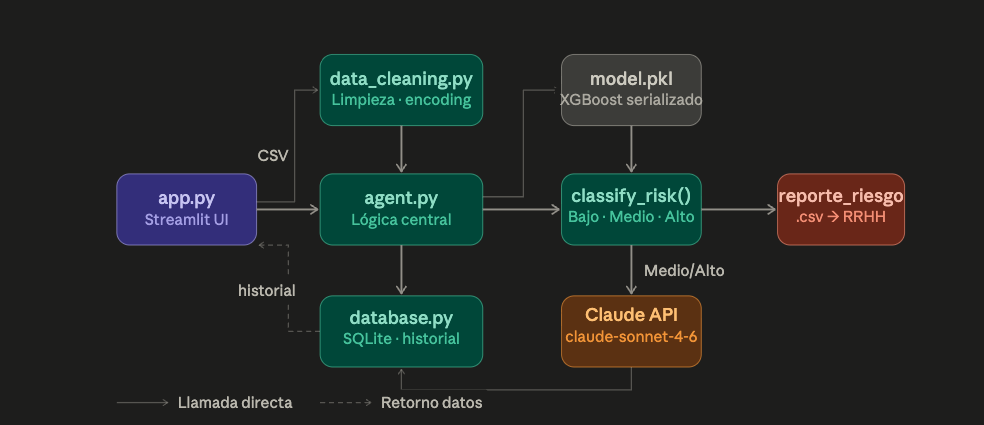 data_cleaning.py
Limpieza · encoding
model.pkl
XGBoost serializado
CSV
app.py
Streamlit UI
agent.py
Lógica central
classify_risk()
Bajo · Medio · Alto
reporte_riesgo
.csv → RRHH
Medio/Alto
historial
database.py
SQLite · historial
Claude API
claude-sonnet-4-6
Llamada directa
Retorno datos